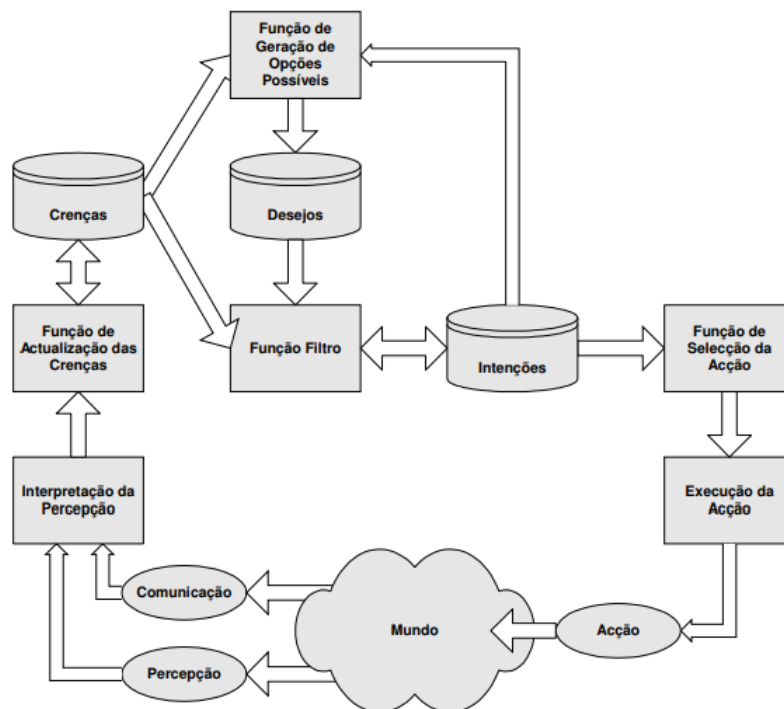 Função de
Geração de
Opções
Possíveis
Crenças
Desejos
Função de
Actualização das
Crenças
Função Filtro
Intenções
Função de
Selecção da
Acção
Interpretação da
Percepção
Execução da
Acção
Comunicação
Mundo
Acção
Percepção